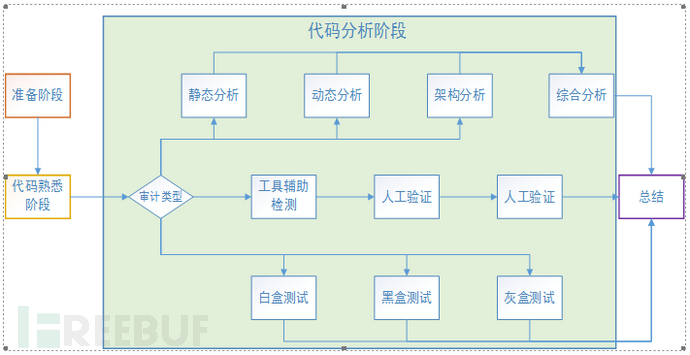 代码分析阶段
准备阶段
静态分析
动态分析
架构分析
综合分析
代码熟悉
阶段
审计类型
工具辅助
检测
人工验证
人工验证
总结
白盒测试
黑盒测试
灰盒测试
FREEBUF